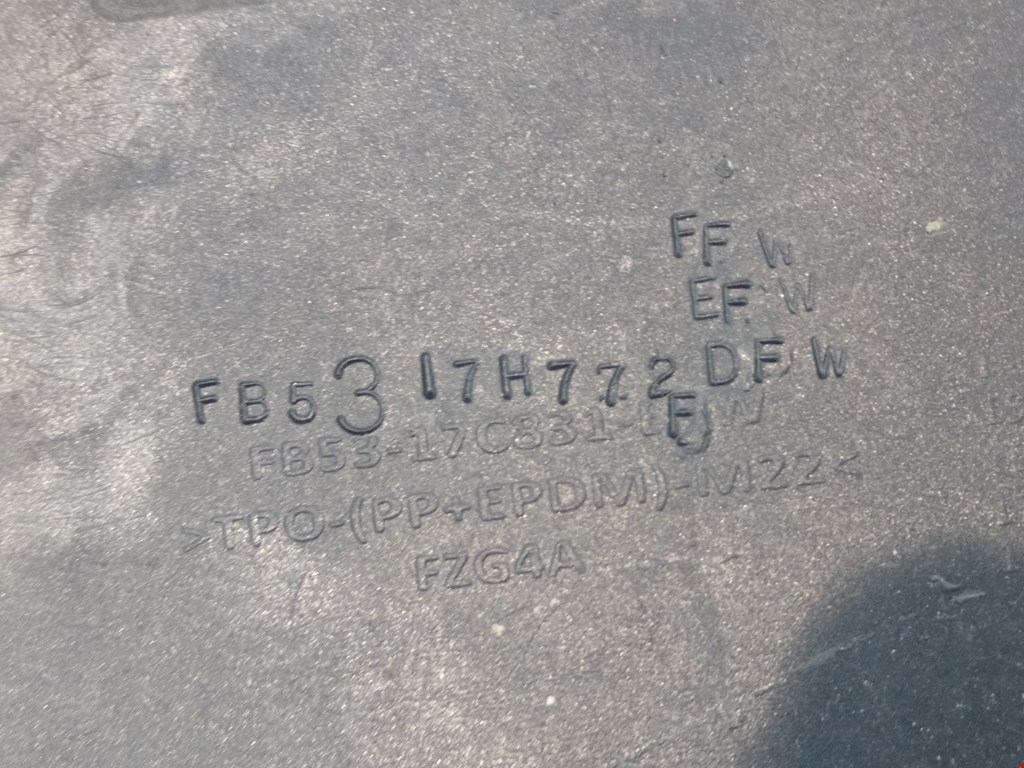 FF W
EF W
FB53 17H772 DF W
F
FB53-17C831- W
>TPO-(PP+EPDM)-M22<
FZG4A